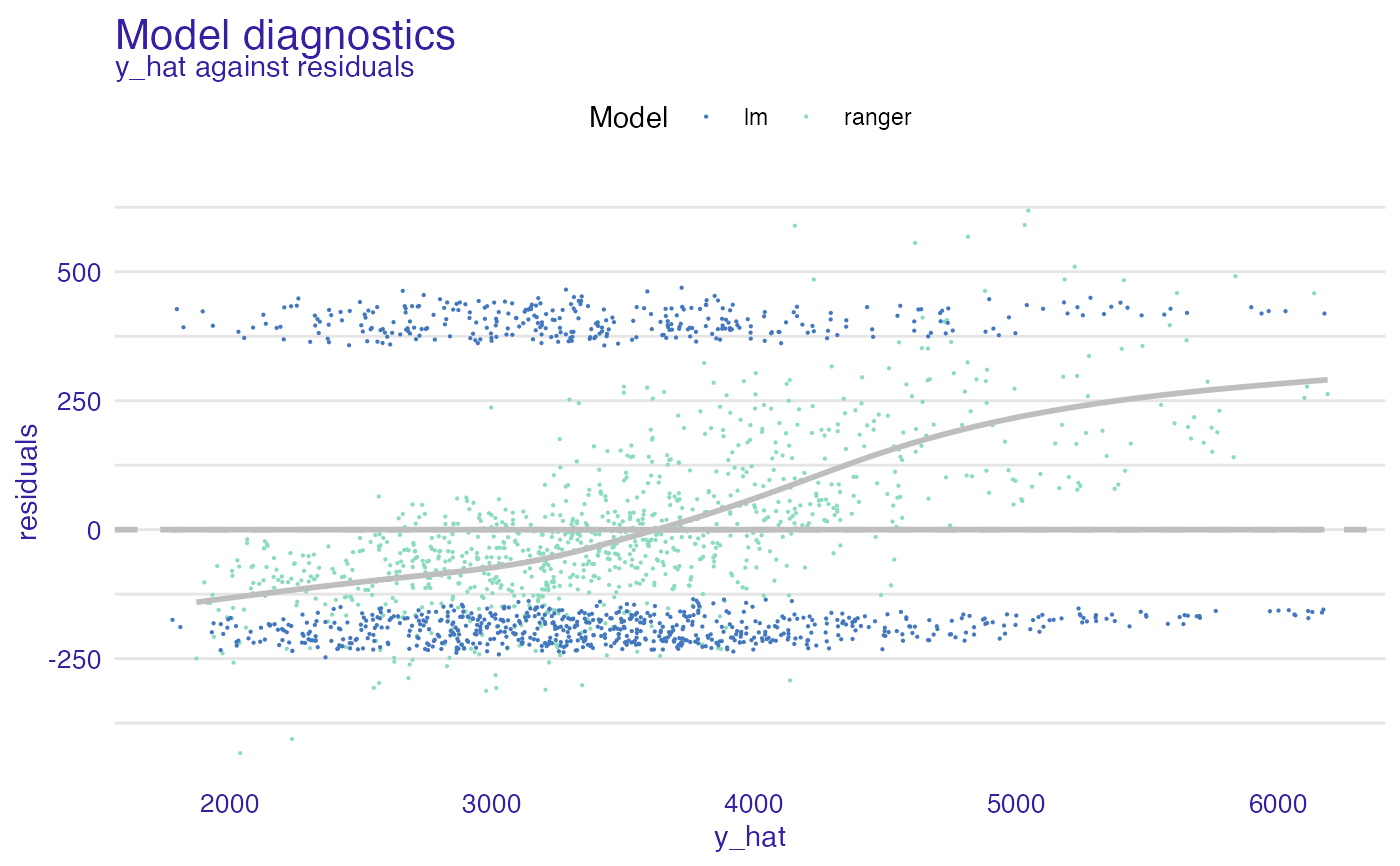 Model diagnostics
y_hat against residuals
Model lm ranger
500
250
0
-250
residuals
2000 3000 4000 5000 6000
y_hat